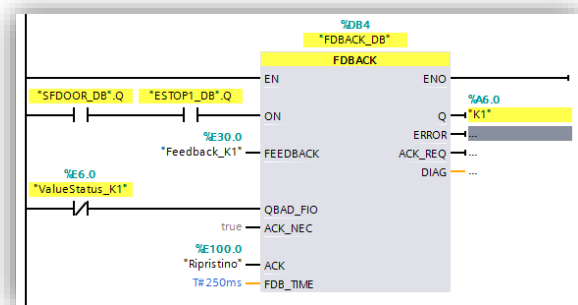 %DB4
"FDBACK_DB"
FDBACK
EN ENO
"SFDOOR_DB".Q "ESTOP1_DB".Q
ON
%A6.0
Q "K1"
%E30.0
"Feedback_K1" FEEDBACK
ERROR ...
ACK_REQ ...
DIAG ...
%E6.0
"ValueStatus_K1"
QBAD_FIO
true ACK_NEC
%E100.0
"Ripristino" ACK
T#250ms FDB_TIME